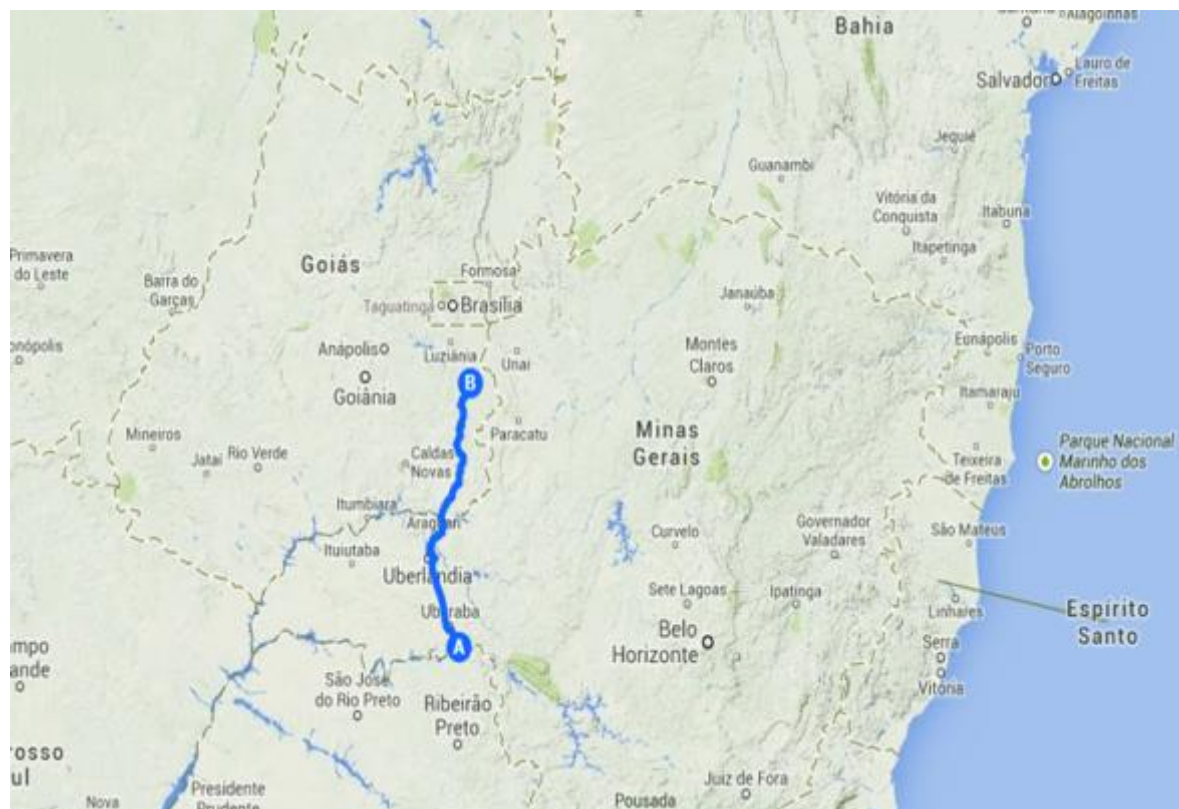 Bahia
Alagoinhas
Salvador
Lauro de
Freitas
Jequié
Guanambi
Vitória da
Conquista
Itabuna
Itapetinga
Primavera
do Leste
Barra do
Garças
Goiás
Formosa
Taguatinga
Brasília
Janaúba
Eunápolis
Porto
Seguro
Anápolis
Luziânia
Unaí
Montes
Claros
Goiânia
B
Itamaraju
Mineiros
Jataí
Rio Verde
Caldas
Novas
Paracatu
Minas
Gerais
Teixeira
de Freitas
Parque Nacional
Marinho dos
Abrolhos
Itumbiara
Curvelo
Governador
Valadares
São Mateus
Ituiutaba
Uberlândia
Sete Lagoas
Ipatinga
Linhares
Espírito
Santo
Uberaba
A
Belo
Horizonte
Serra
Vitória
São José
do Rio Preto
Ribeirão
Preto
Presidente
Nova
Juiz de Fora
Pousada